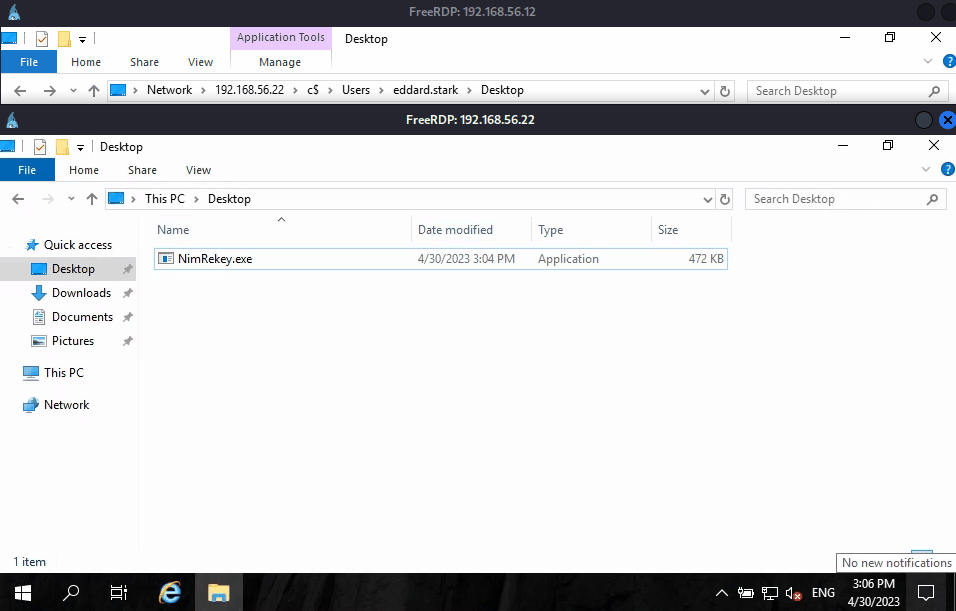 FreeRDP: 192.168.56.12
Application Tools Desktop
File Home Share View Manage
Network 192.168.56.22 c$ Users eddard.stark Desktop Search Desktop
FreeRDP: 192.168.56.22
Desktop
File Home Share View
This PC Desktop Search Desktop
Name Date modified Type Size
Quick access
NimRekey.exe 4/30/2023 3:04 PM Application 472 KB
Desktop
Downloads
Documents
Pictures
This PC
Network
1 item
No new notifications
ENG 3:06 PM
4/30/2023